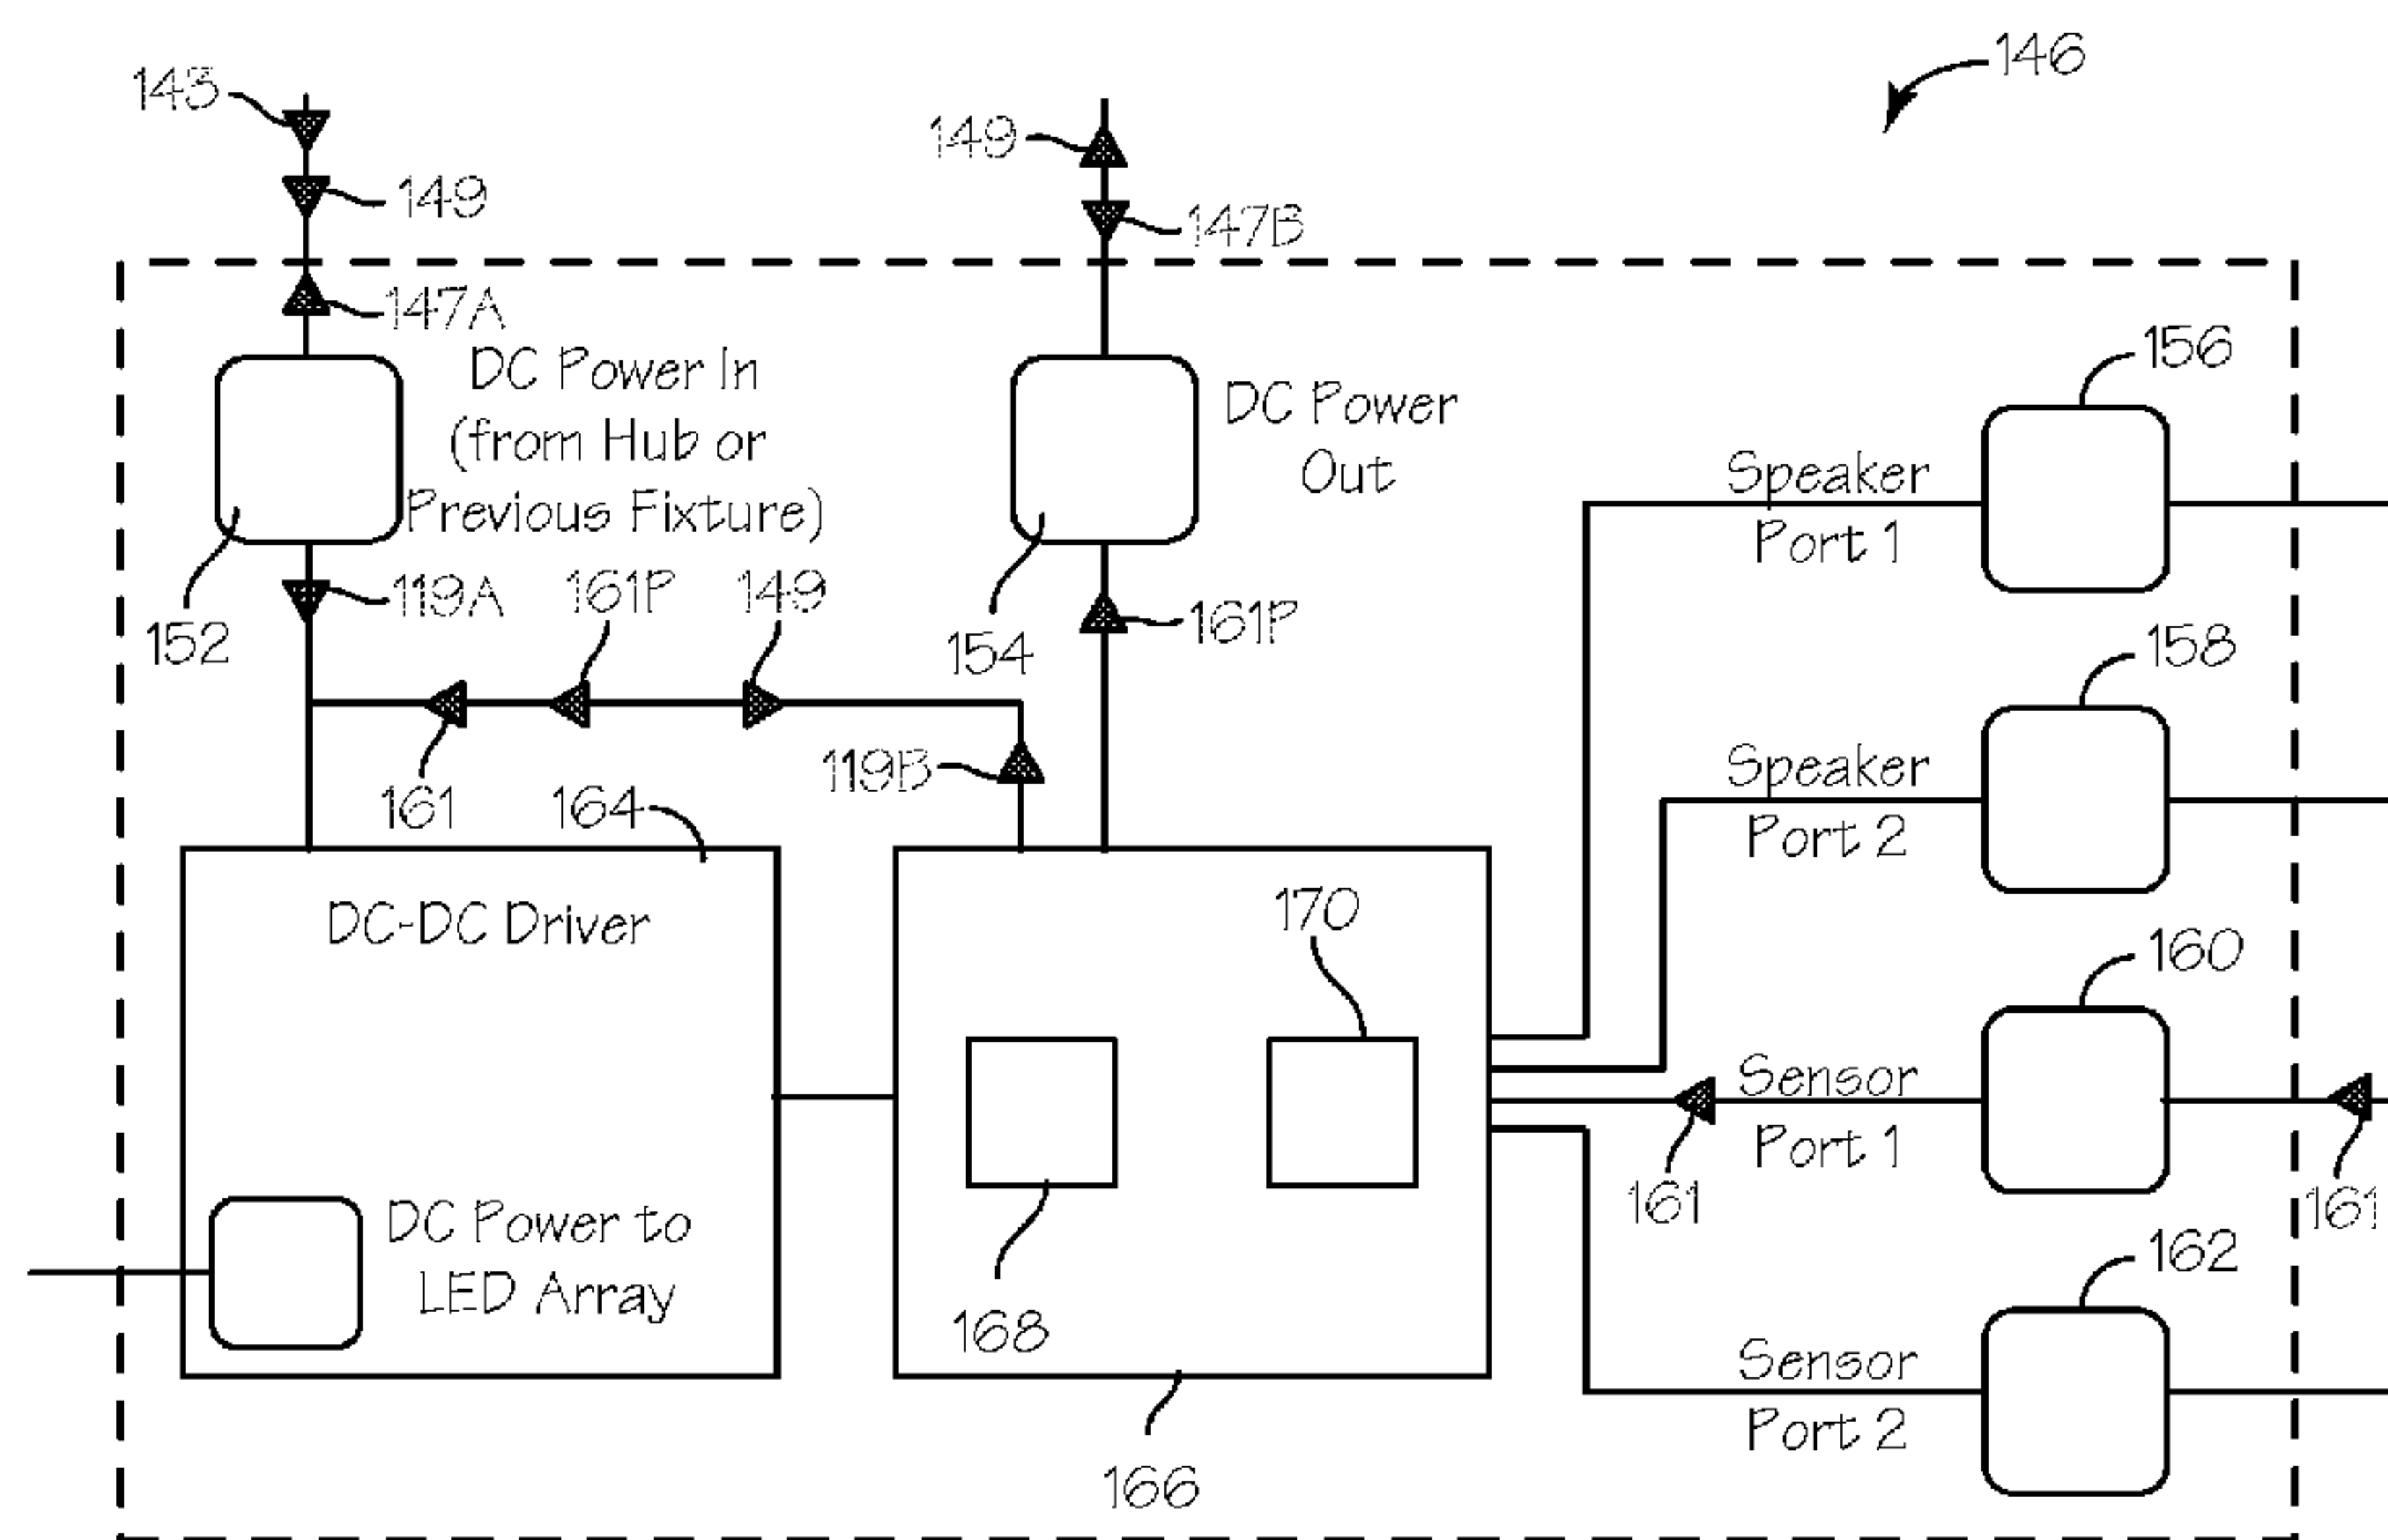 146
143
149
149
147B
147A
156
DC Power In
(from Hub or
Previous Fixture)
DC Power
Out
Speaker
Port 1
119A
161P
149
161P
152
154
158
119B
Speaker
Port 2
161
164
170
DC-DC Driver
160
Sensor
Port 1
161
161
DC Power to
LED Array
162
168
Sensor
Port 2
166